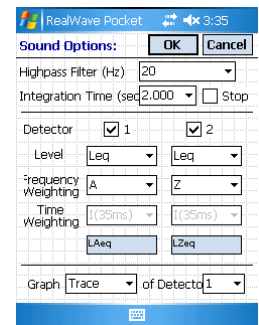 RealWave Pocket 3:35
Sound Options: OK Cancel
Highpass Filter (Hz) 20
Integration Time (sec 2.000 Stop
Detector 1 2
Level Leq Leq
Frequency A Z
Weighting
Time I(35ms) I(35ms)
Weighting
LAeq LZeq
Graph Trace of Detecto 1